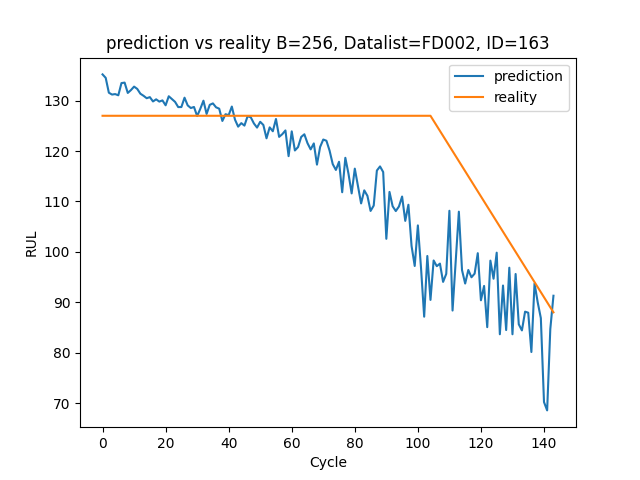 prediction vs reality B=256, Datalist=FD002, ID=163
prediction
reality
130
120
110
100
90
80
70
RUL
0 20 40 60 80 100 120 140
Cycle